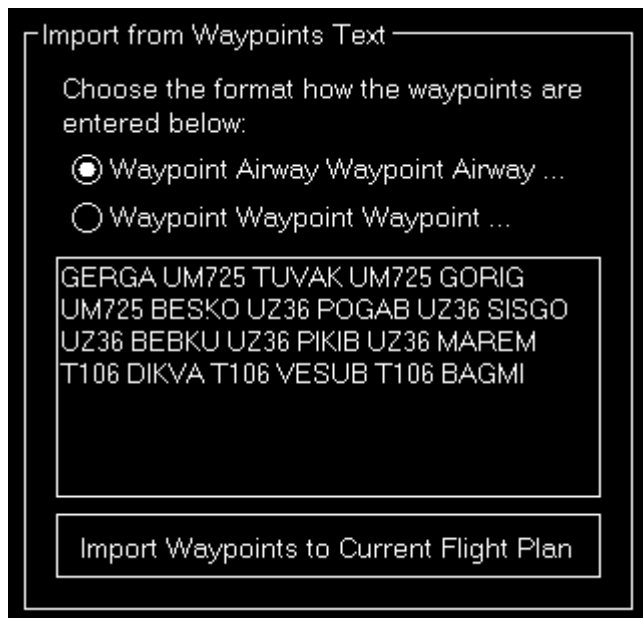 Import from Waypoints Text
Choose the format how the waypoints are
entered below:
Waypoint Airway Waypoint Airway ...
Waypoint Waypoint Waypoint ...
GERGA UM725 TUVAK UM725 GORIG
UM725 BESKO UZ36 POGAB UZ36 SISGO
UZ36 BEBKU UZ36 PIKIB UZ36 MAREM
T106 DIKVA T106 VESUB T106 BAGMI
Import Waypoints to Current Flight Plan